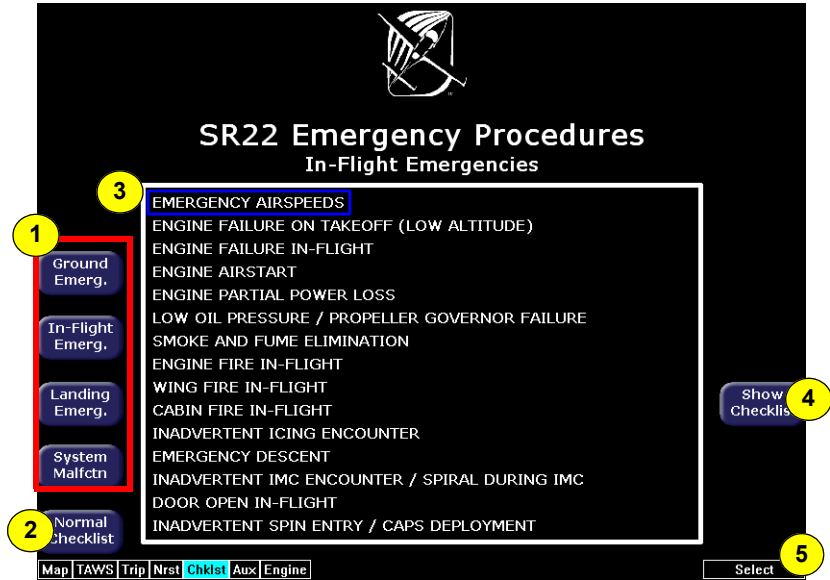 SR22 Emergency Procedures
In-Flight Emergencies
3
EMERGENCY AIRSPEEDS
ENGINE FAILURE ON TAKEOFF (LOW ALTITUDE)
ENGINE FAILURE IN-FLIGHT
ENGINE AIRSTART
ENGINE PARTIAL POWER LOSS
LOW OIL PRESSURE / PROPELLER GOVERNOR FAILURE
SMOKE AND FUME ELIMINATION
ENGINE FIRE IN-FLIGHT
WING FIRE IN-FLIGHT
CABIN FIRE IN-FLIGHT
INADVERTENT ICING ENCOUNTER
EMERGENCY DESCENT
INADVERTENT IMC ENCOUNTER / SPIRAL DURING IMC
DOOR OPEN IN-FLIGHT
INADVERTENT SPIN ENTRY / CAPS DEPLOYMENT
1
Ground
Emerg.
In-Flight
Emerg.
Landing
Emerg.
System
Malfctn
2
Normal
Checklist
Show
Checklist
4
Map TAWS Trip Nrst Chklst Aux Engine
Select
5